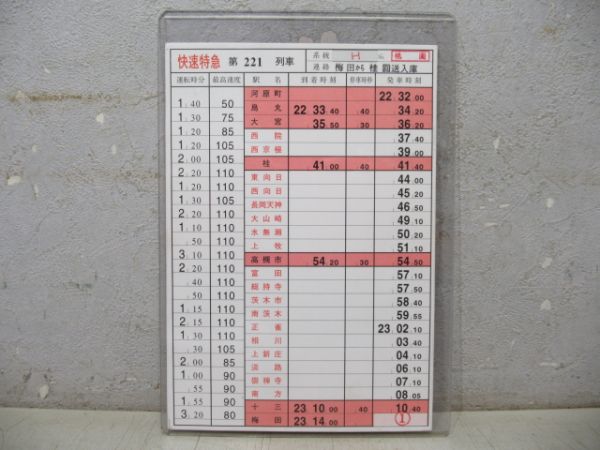 快速特急 第 221 列車 系統
連絡 梅田から 桂 回送入庫
運転時分 最高速度 駅名 到着時刻 停車時秒 発車時刻
河原町 22 32 00
1 40 50 烏丸 22 33 40 40 34 20
1 30 75 大宮 35 50 30 36 20
1 20 85 西院 37 40
1 20 105 西京極 39 00
2 00 105 桂 41 00 40 41 40
1 20 110 東向日 44 00
1 20 110 西向日 45 20
1 30 105 長岡天神 46 50
2 20 110 大山崎 49 10
1 10 110 水無瀬 50 10
50 110 上牧 51 10
3 10 110 高槻市 54 20 30 54 50
2 20 110 富田 57 10
40 110 総持寺 57 50
50 110 茨木市 58 40
1 15 110 南茨木 59 55
2 15 110 正雀 23 02 10
1 30 110 相川 03 40
30 105 上新庄 04 10
2 00 85 淡路 06 10
1 00 90 崇禅寺 07 10
55 90 南方 08 05
1 55 90 十三 23 10 00 40 10 40
3 20 80 梅田 23 14 00 1